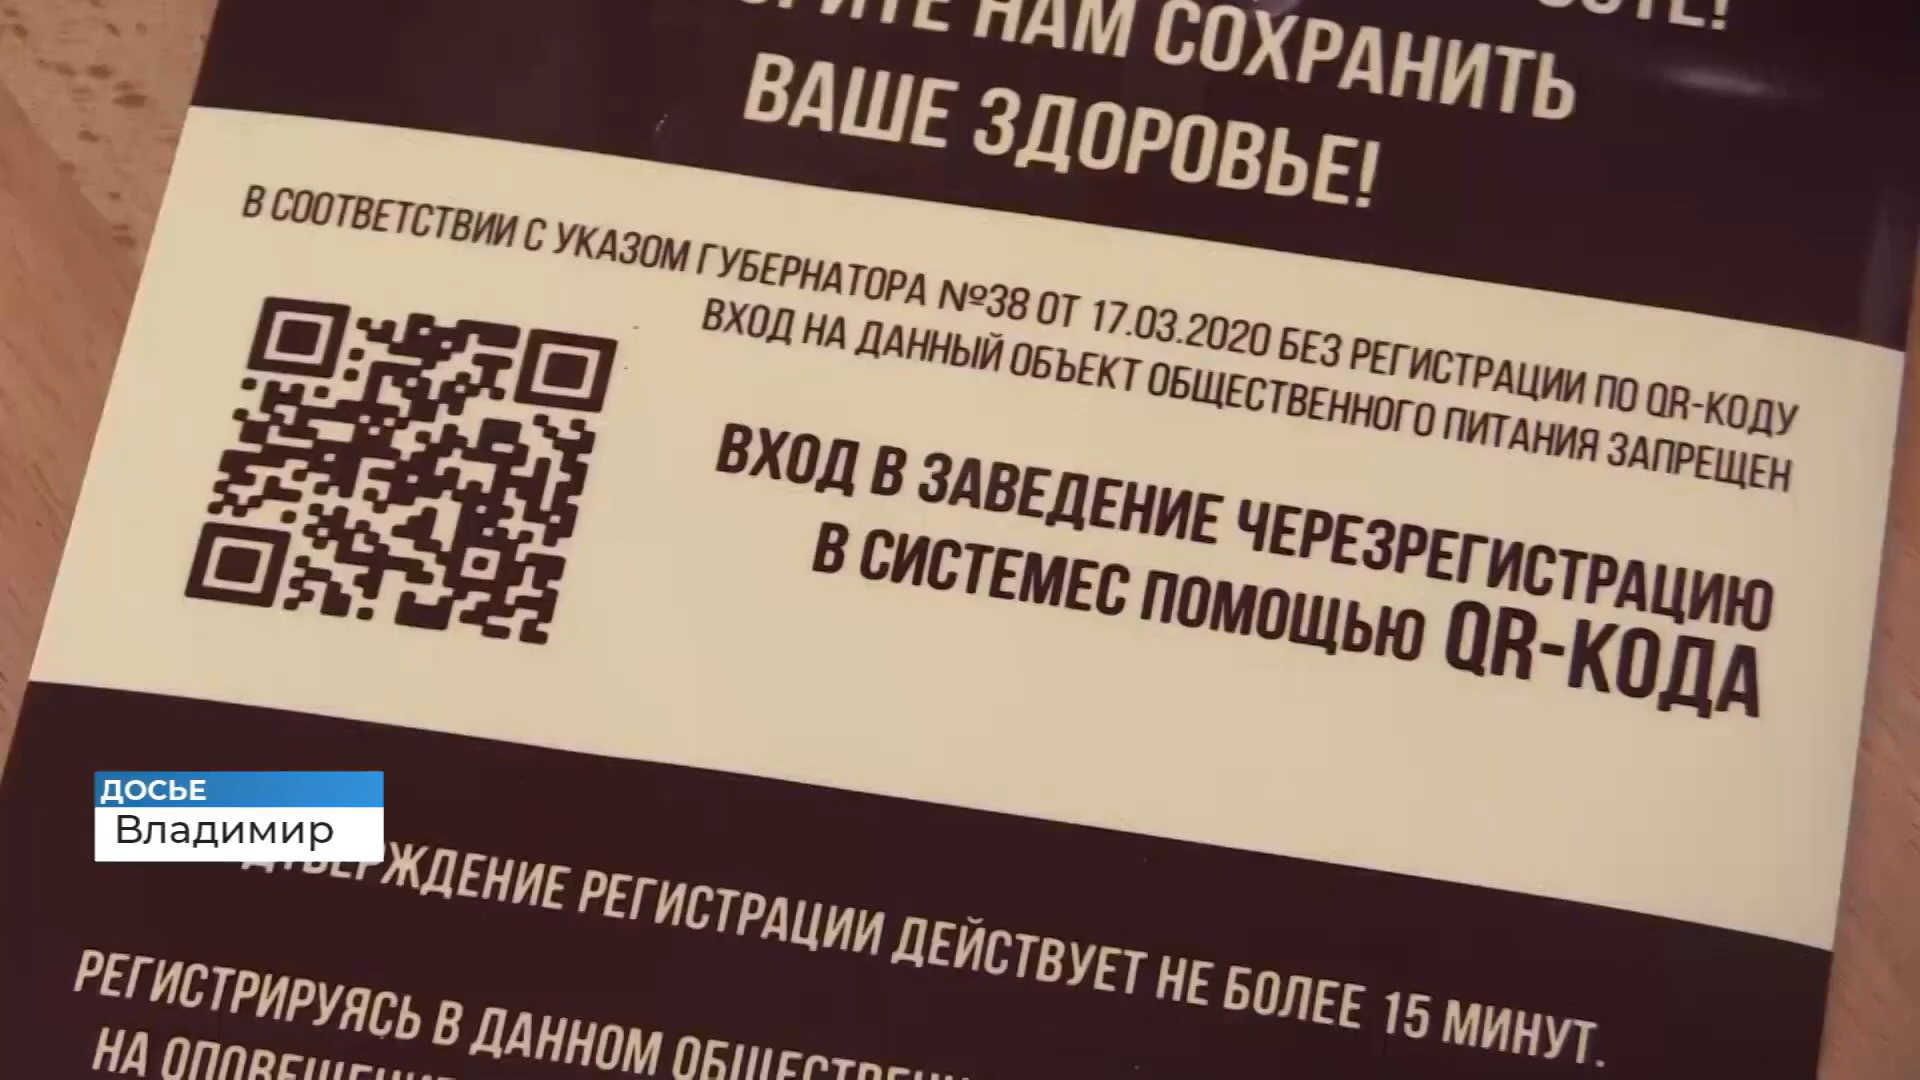 НАМ СОХРАНИТЬ
ВАШЕ ЗДОРОВЬЕ!
В СООТВЕТСТВИИ С УКАЗОМ ГУБЕРНАТОРА №38 ОТ 17.03.2020 БЕЗ РЕГИСТРАЦИИ ПО QR-КОДУ
ВХОД НА ДАННЫЙ ОБЪЕКТ ОБЩЕСТВЕННОГО ПИТАНИЯ ЗАПРЕЩЕН
ВХОД В ЗАВЕДЕНИЕ ЧЕРЕЗРЕГИСТРАЦИЮ
В СИСТЕМЕС ПОМОЩЬЮ QR-КОДА
ДОСЬЕ
Владимир
РЕГИСТРАЦИИ ДЕЙСТВУЕТ НЕ БОЛЕЕ 15 МИНУТ.
РЕГИСТРИРУЯСЬ В ДАННОМ
НА